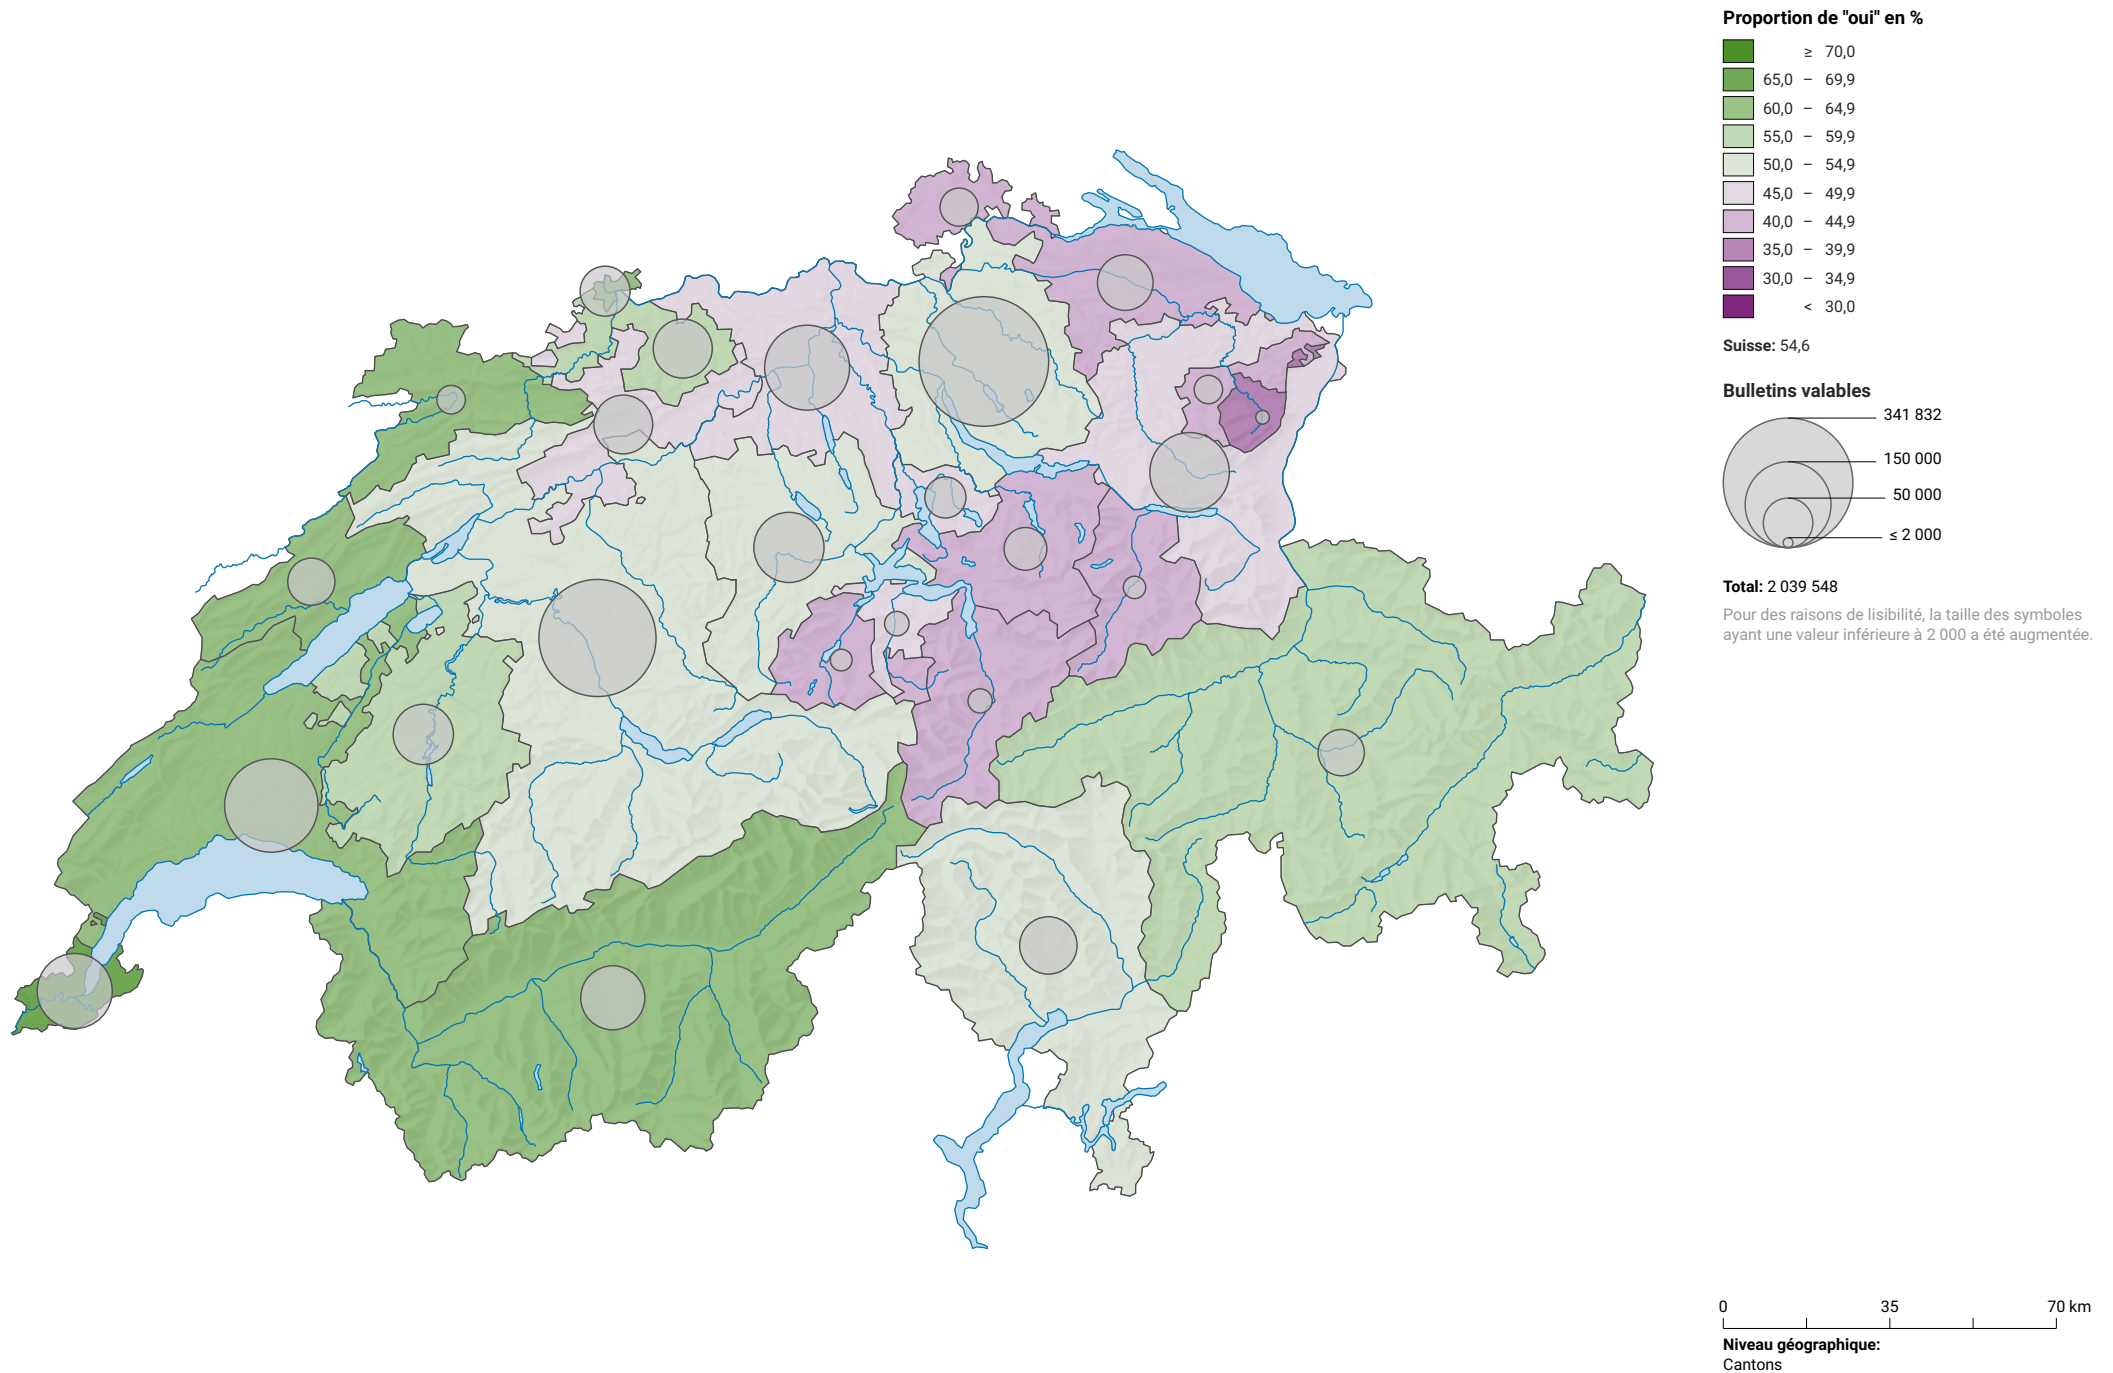 Proportion de "oui" en %
≥ 70,0
65,0 – 69,9
60,0 – 64,9
55,0 – 59,9
50,0 – 54,9
45,0 – 49,9
40,0 – 44,9
35,0 – 39,9
30,0 – 34,9
< 30,0
Suisse: 54,6
Bulletins valables
341 832
150 000
50 000
≤ 2 000
Total: 2 039 548
Pour des raisons de lisibilité, la taille des symboles
ayant une valeur inférieure à 2 000 a été augmentée.
0 35 70 km
Niveau géographique:
Cantons